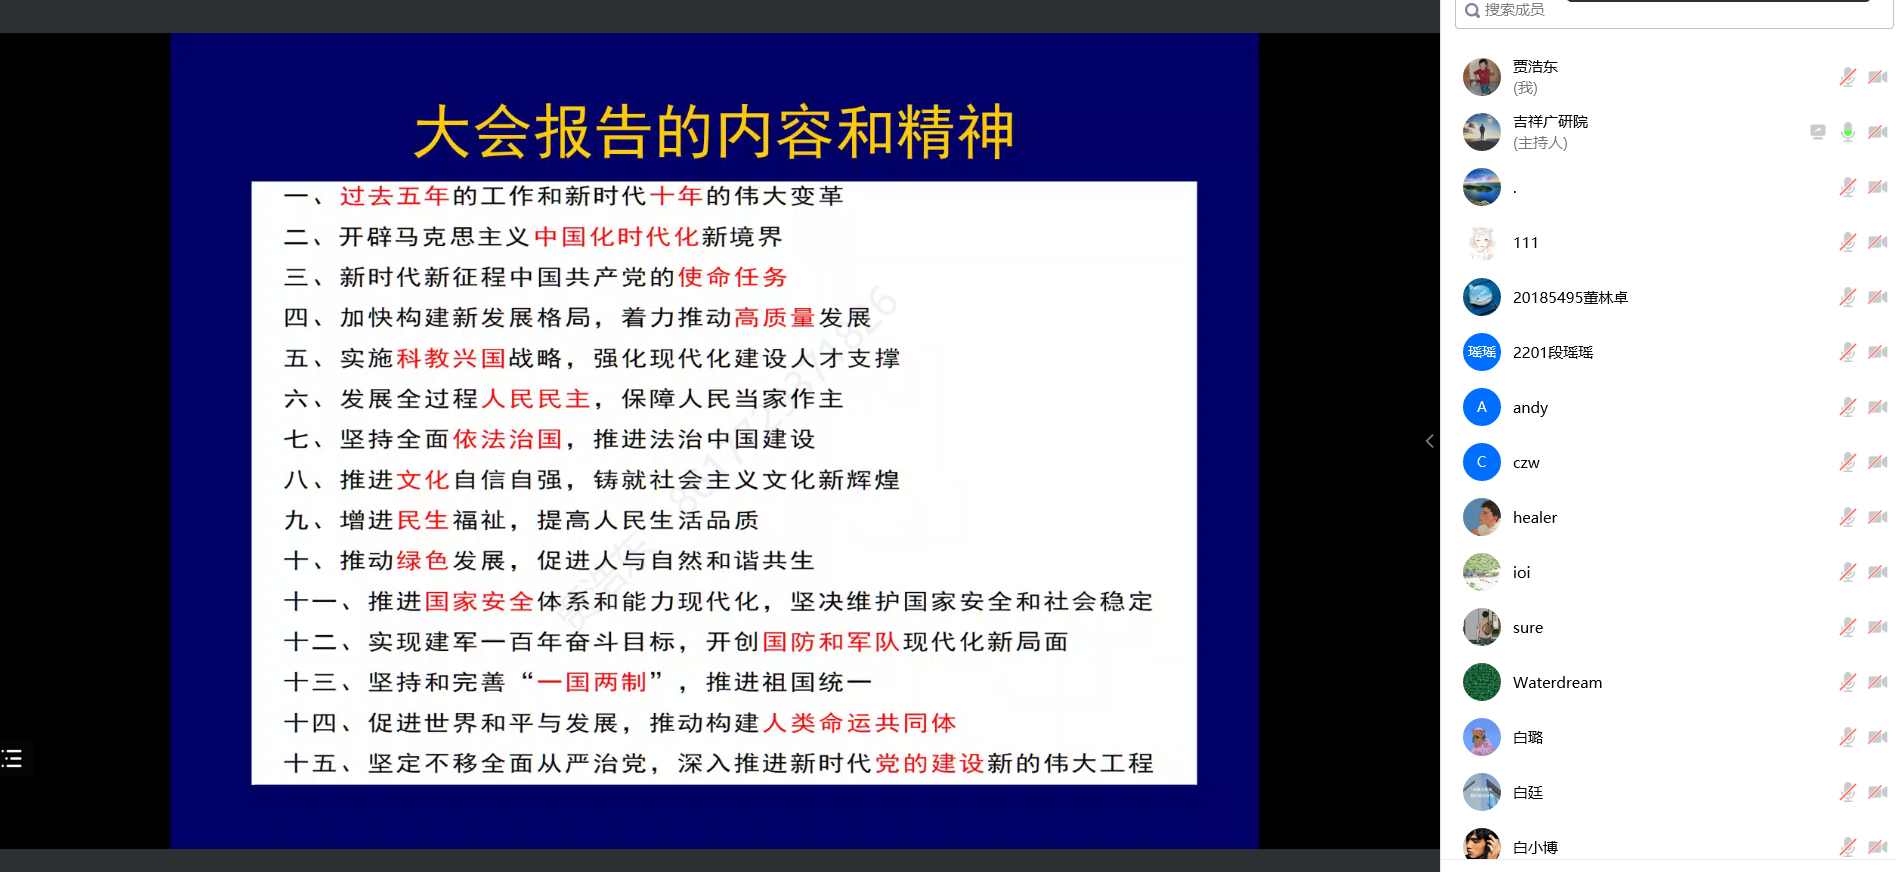 大会报告的内容和精神
一、过去五年的工作和新时代十年的伟大变革
二、开辟马克思主义中国化时代化新境界
三、新时代新征程中国共产党的使命任务
四、加快构建新发展格局，着力推动高质量发展
五、实施科教兴国战略，强化现代化建设人才支撑
六、发展全过程人民民主，保障人民当家作主
七、坚持全面依法治国，推进法治中国建设
八、推进文化自信自强，铸就社会主义文化新辉煌
九、增进民生福祉，提高人民生活品质
十、推动绿色发展，促进人与自然和谐共生
十一、推进国家安全体系和能力现代化，坚决维护国家安全和社会稳定
十二、实现建军一百年奋斗目标，开创国防和军队现代化新局面
十三、坚持和完善“一国两制”，推进祖国统一
十四、促进世界和平与发展，推动构建人类命运共同体
十五、坚定不移全面从严治党，深入推进新时代党的建设新的伟大工程
搜索成员
贾浩东
(我)
吉祥广研院
(主持人)
.
111
20185495董林卓
瑶瑶 2201段瑶瑶
A andy
C czw
healer
ioi
sure
Waterdream
白璐
白廷
白小博